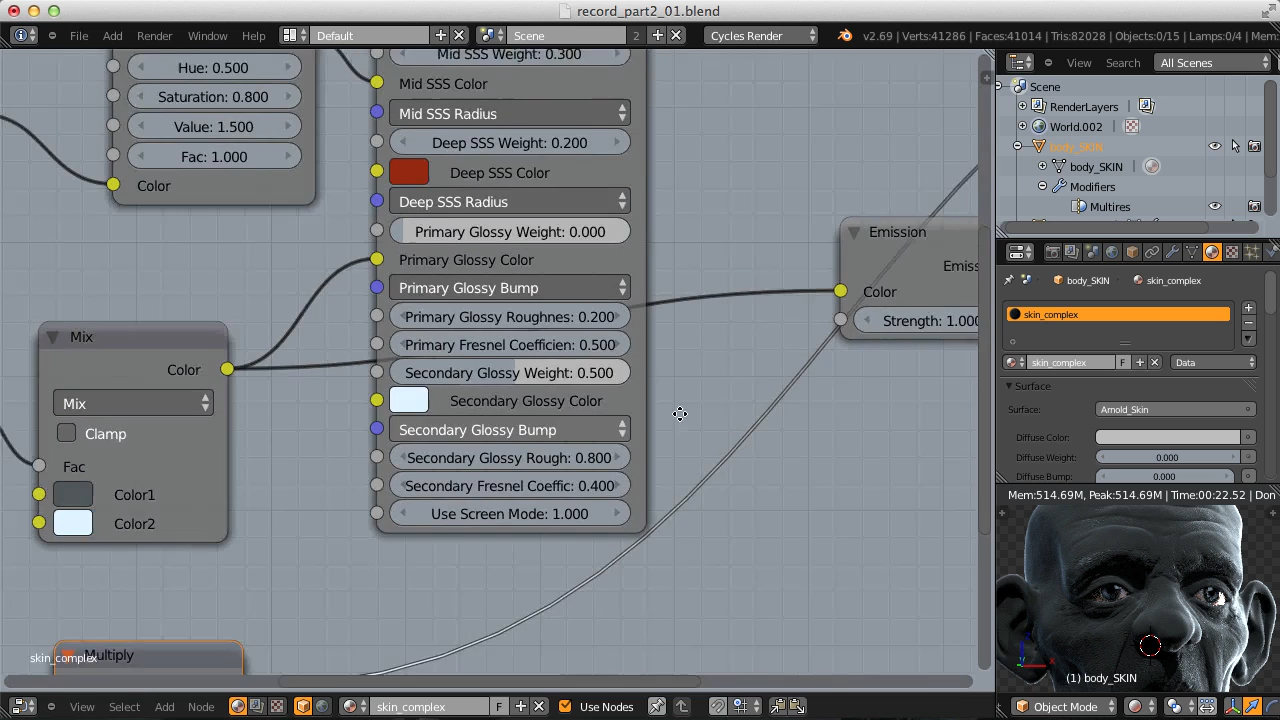 record_part2_01.blend
File Add Render Window Help Default Scene 2 Cycles Render v2.69 | Verts:41286 | Faces:41014 | Tris:82028 | Objects:0/15 | Lamps:0/4 | Mem:
Hue: 0.500
Saturation: 0.800
Value: 1.500
Fac: 1.000
Color
Mid SSS Weight: 0.300
Mid SSS Color
Mid SSS Radius
Deep SSS Weight: 0.200
Deep SSS Color
Deep SSS Radius
Primary Glossy Weight: 0.000
Primary Glossy Color
Primary Glossy Bump
Primary Glossy Roughnes: 0.200
Primary Fresnel Coefficien: 0.500
Secondary Glossy Weight: 0.500
Secondary Glossy Color
Secondary Glossy Bump
Secondary Glossy Rough: 0.800
Secondary Fresnel Coeffic: 0.400
Use Screen Mode: 1.000
Mix
Color
Mix
Clamp
Fac
Color1
Color2
Multiply
skin_complex
Emission
Emiss
Color
Strength: 1.000
View Search All Scenes
Scene
RenderLayers
World.002
body_SKIN
body_SKIN
Modifiers
Multires
body_SKIN skin_complex
skin_complex
skin_complex F Data
Surface
Surface: Arnold_Skin
Diffuse Color:
Diffuse Weight: 0.000
Diffuse Bump: 0.000
Mem:514.69M, Peak:514.69M | Time:00:22.52 | Don
(1) body_SKIN
View Select Add Node skin_complex F Use Nodes
Object Mode